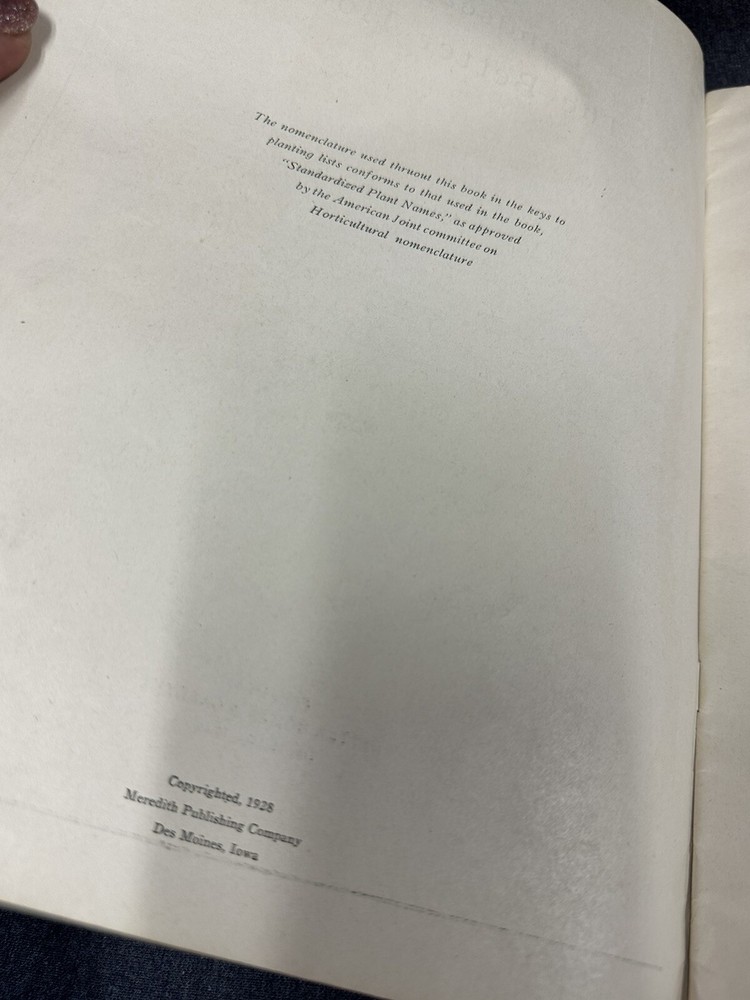 The nomenclature used thruout this book in the keys to
planting lists conforms to that used in the book,
"Standardized Plant Names," as approved
by the American Joint committee on
Horticultural nomenclature
Copyrighted, 1928
Meredith Publishing Company
Des Moines, Iowa